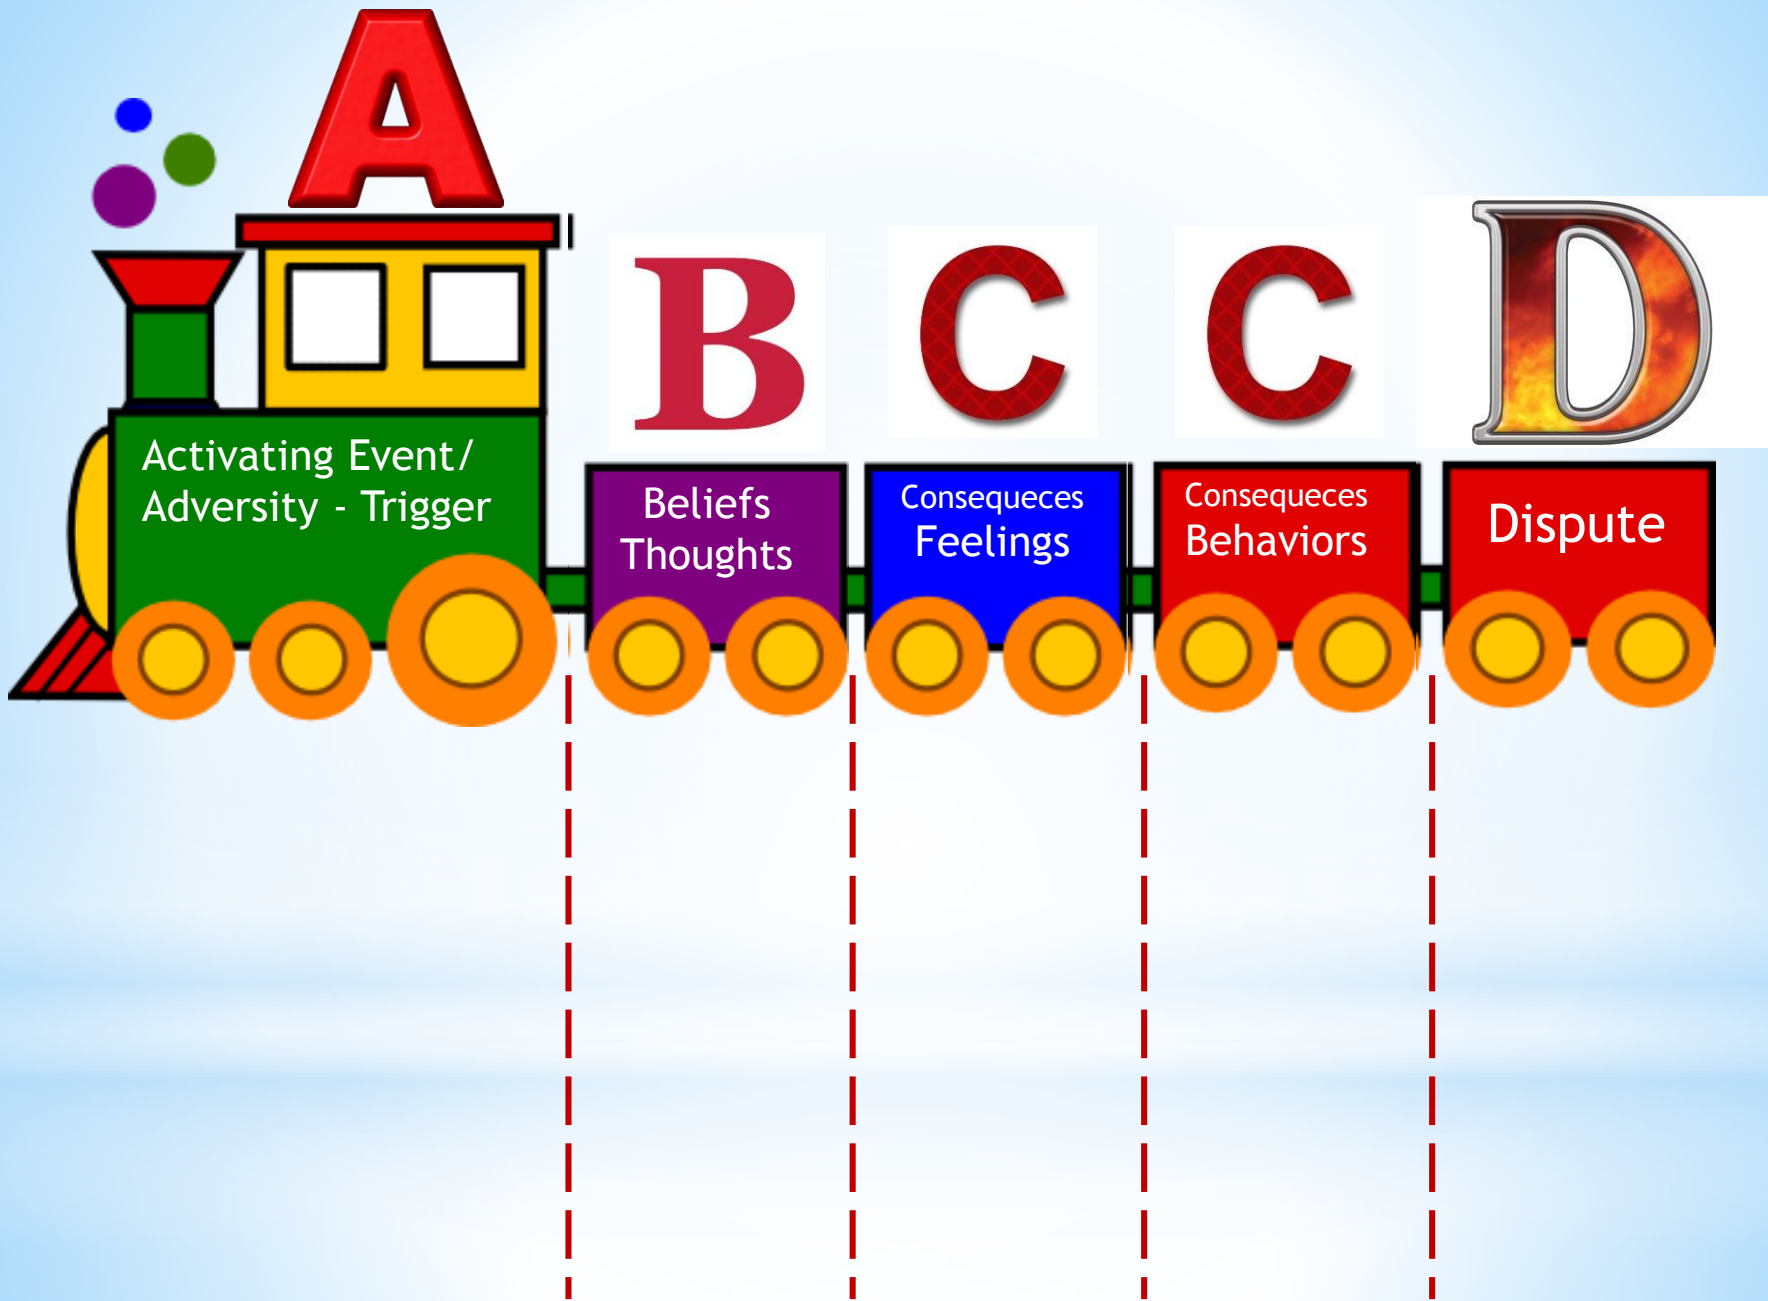 A
B
C
C
D
Activating Event/
Adversity - Trigger
Beliefs
Thoughts
Consequeces
Feelings
Consequeces
Behaviors
Dispute